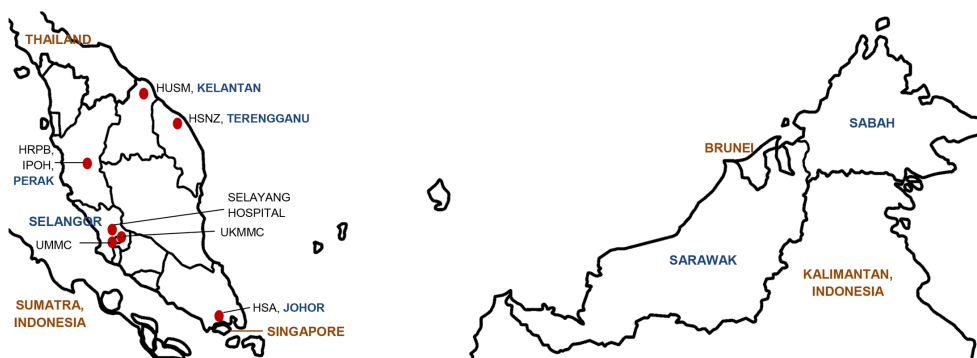 THAILAND
HUSM, KELANTAN
HSNZ, TERENGGANU
HRPB,
IPOH,
PERAK
SELAYANG
HOSPITAL
SELANGOR
UKMMC
UMMC
SUMATRA,
INDONESIA
HSA, JOHOR
SINGAPORE
BRUNEI
SABAH
SARAWAK
KALIMANTAN,
INDONESIA